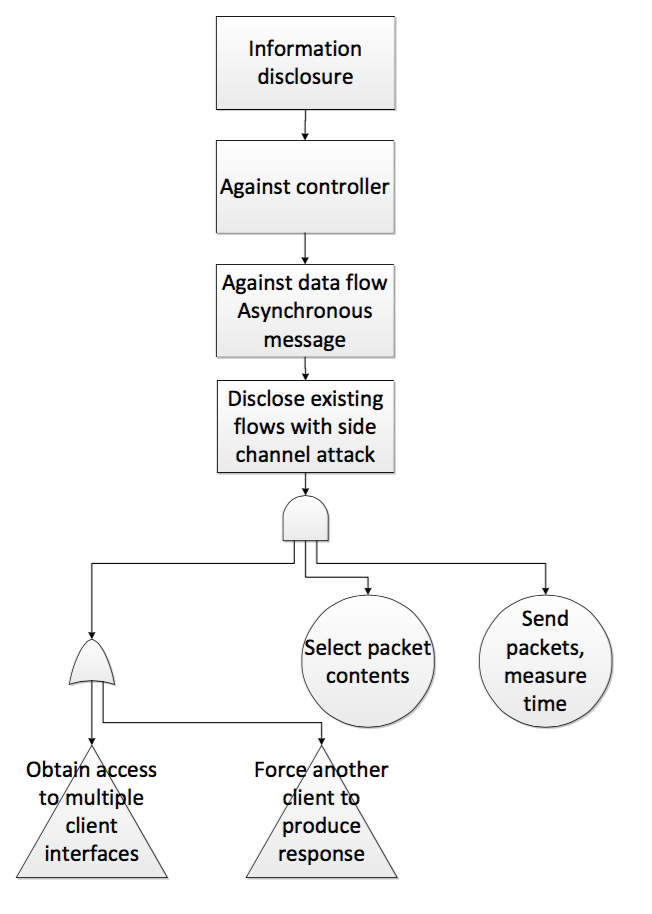 Information
disclosure
Against controller
Against data flow
Asynchronous
message
Disclose existing
flows with side
channel attack
Select packet
contents
Send
packets,
measure
time
Obtain access
to multiple
client
interfaces
Force another
client to
produce
response